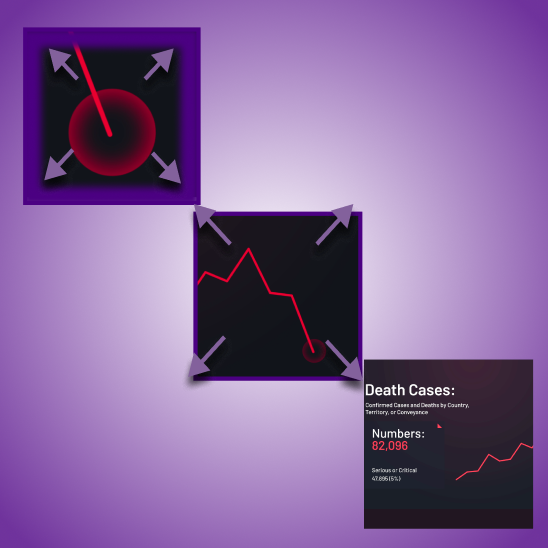 Death Cases:
Confirmed Cases and Deaths by Country,
Territory, or Conveyance
Numbers:
82,096
Serious or Critical
47,695 (5%)